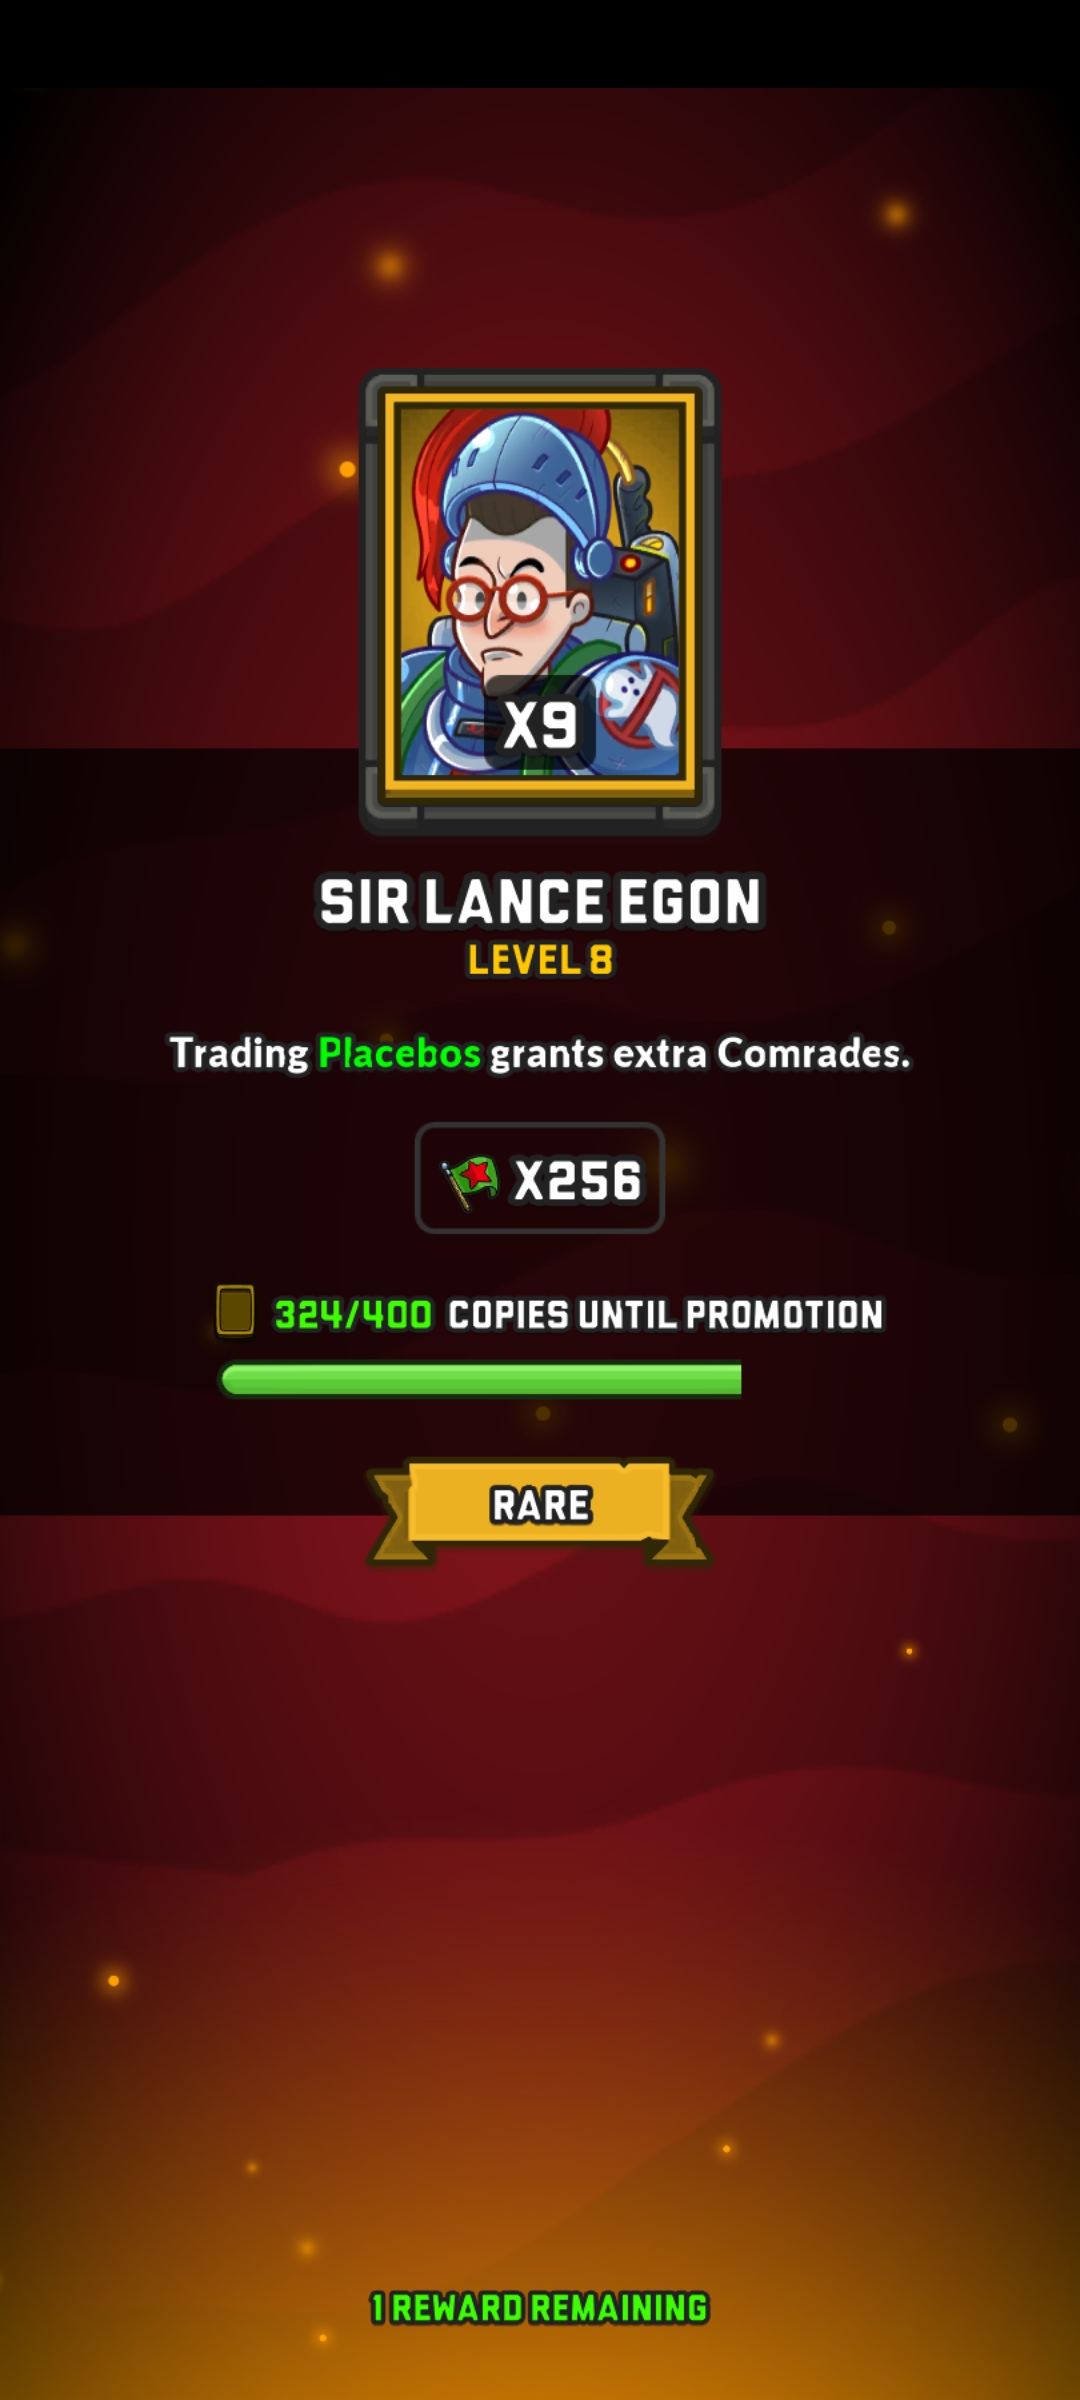 X9
SIR LANCE EGON
LEVEL 8
Trading Placebos grants extra Comrades.
X256
324/400 COPIES UNTIL PROMOTION
RARE
1 REWARD REMAINING